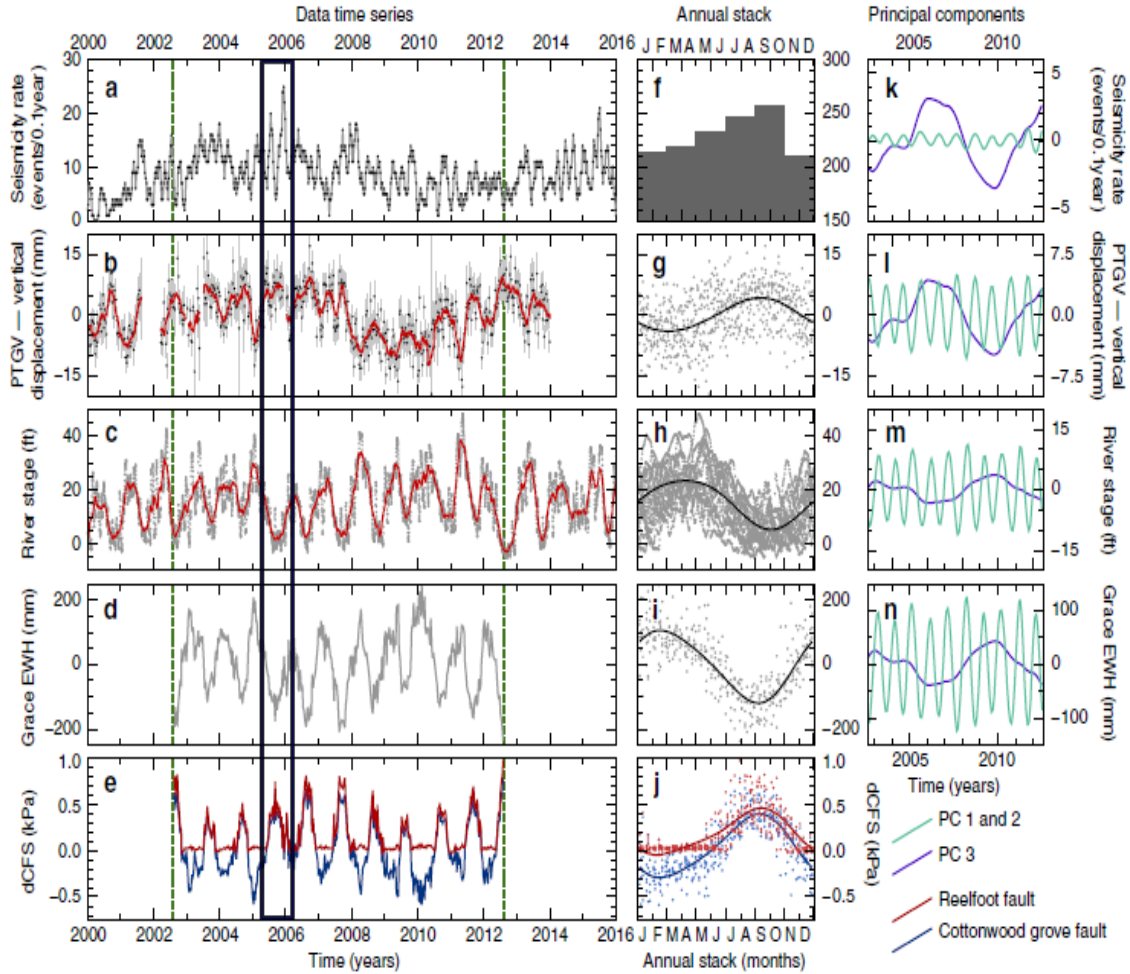 Data time series Annual stack Principal components
2000 2002 2004 2006 2008 2010 2012 2014 2016 J F M A M J J A S O N D 2005 2010
a
30
20
10
0
Seismicity rate
(events/0.1year)
f
300
250
200
150
k
5
0
−5
Seismicity rate
(events/0.1year)
b
15
0
−15
PTGV — vertical
displacement (mm)
g
15
0
−15
l
7.5
0.0
−7.5
PTGV — vertical
displacement (mm)
c
40
20
0
River stage (ft)
h
40
20
0
m
15
0
−15
River stage (ft)
d
200
0
−200
Grace EWH (mm)
i
200
0
−200
n
100
0
−100
Grace EWH (mm)
2005 2010
Time (years)
e
1.0
0.5
0.0
−0.5
dCFS (kPa)
j
1.0
0.5
0.0
−0.5
dCFS (kPa)
2000 2002 2004 2006 2008 2010 2012 2014 2016 J F M A M J J A S O N D
Time (years) Annual stack (months)
PC 1 and 2
PC 3
Reelfoot fault
Cottonwood grove fault